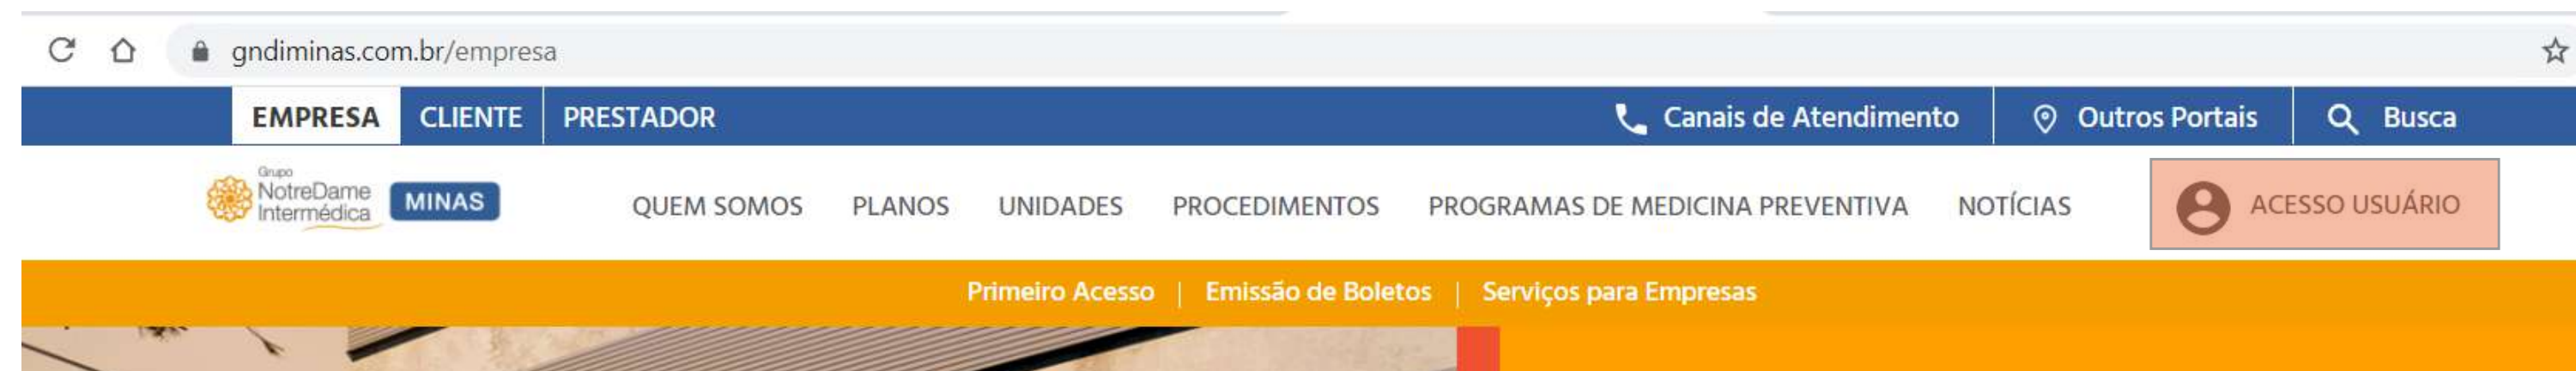 gndiminas.com.br/empresa
EMPRESA CLIENTE PRESTADOR Canais de Atendimento Outros Portais Busca
Grupo
NotreDame
Intermédica MINAS
QUEM SOMOS PLANOS UNIDADES PROCEDIMENTOS PROGRAMAS DE MEDICINA PREVENTIVA NOTÍCIAS ACESSO USUÁRIO
Primeiro Acesso | Emissão de Boletos | Serviços para Empresas